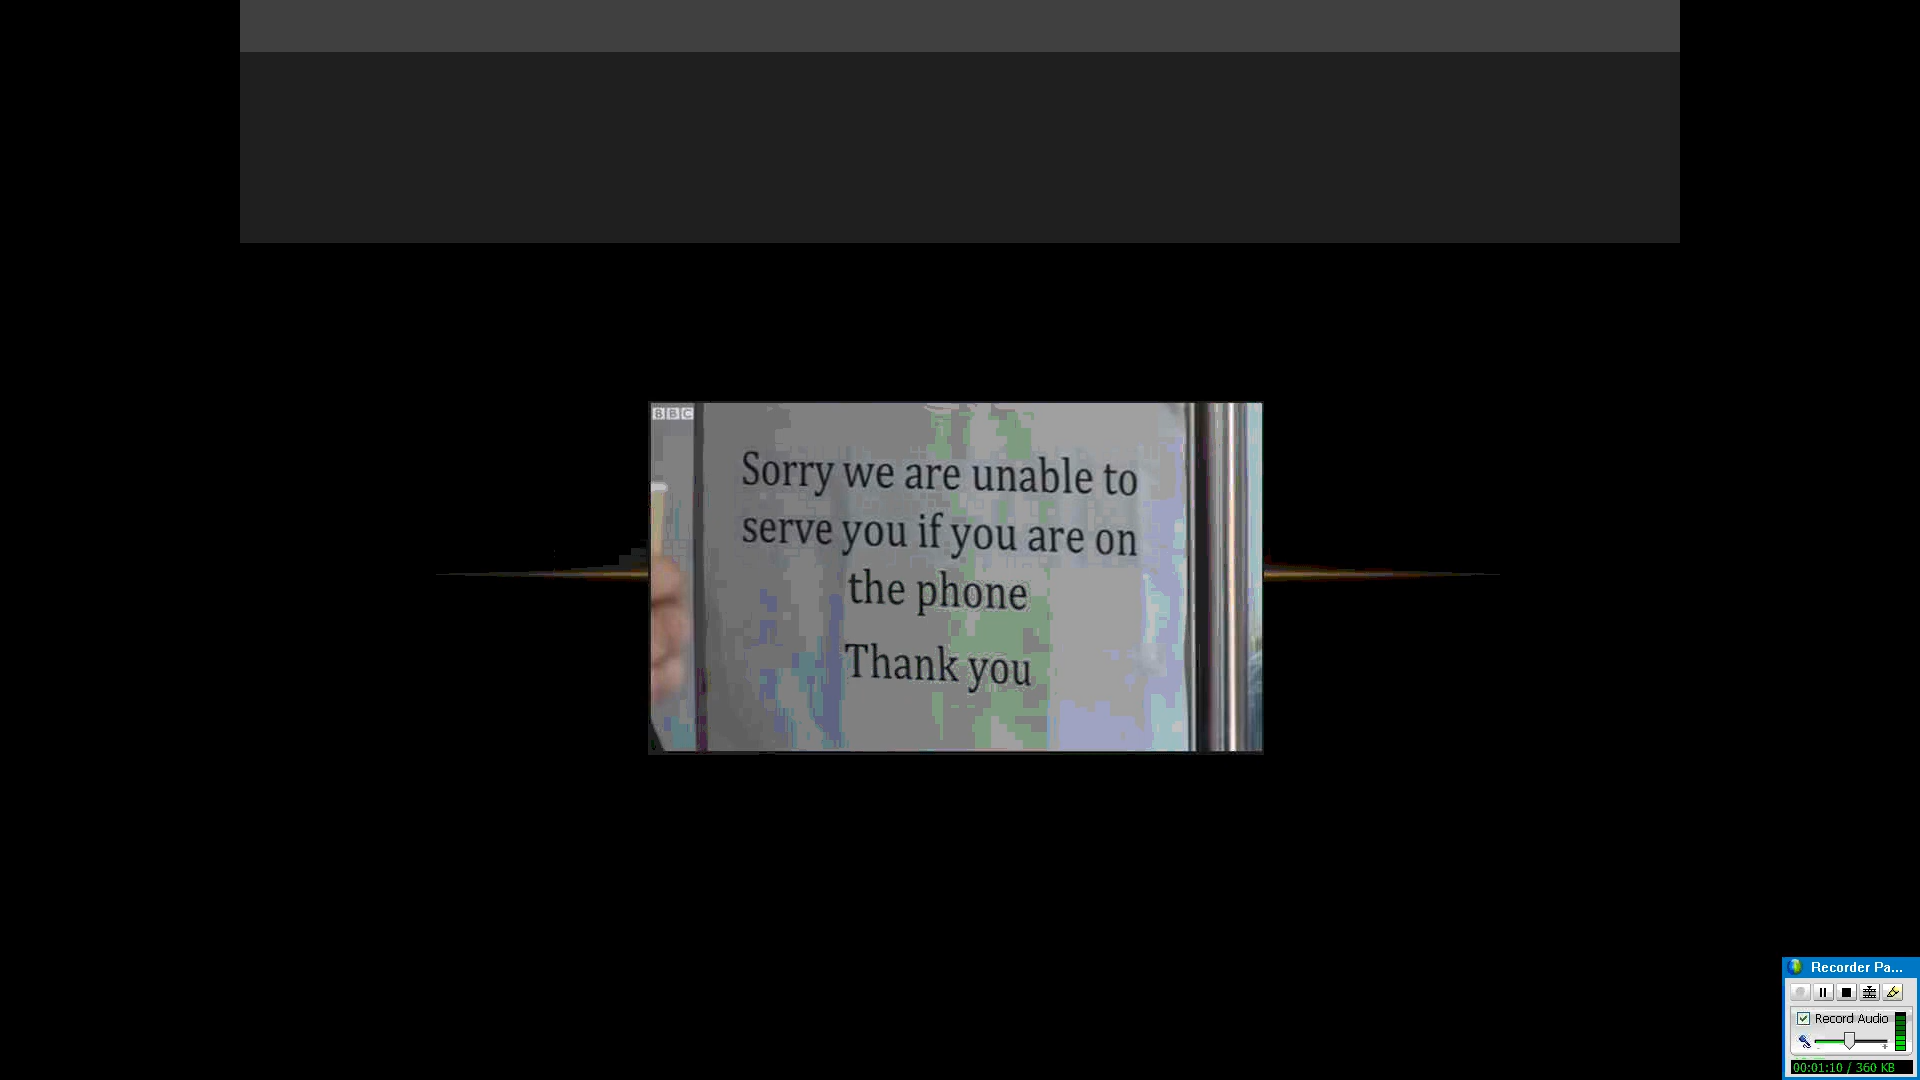 BBC
Sorry we are unable to
serve you if you are on
the phone
Thank you
Recorder Pa...
Record Audio
- +
00:01:10 / 360 KB